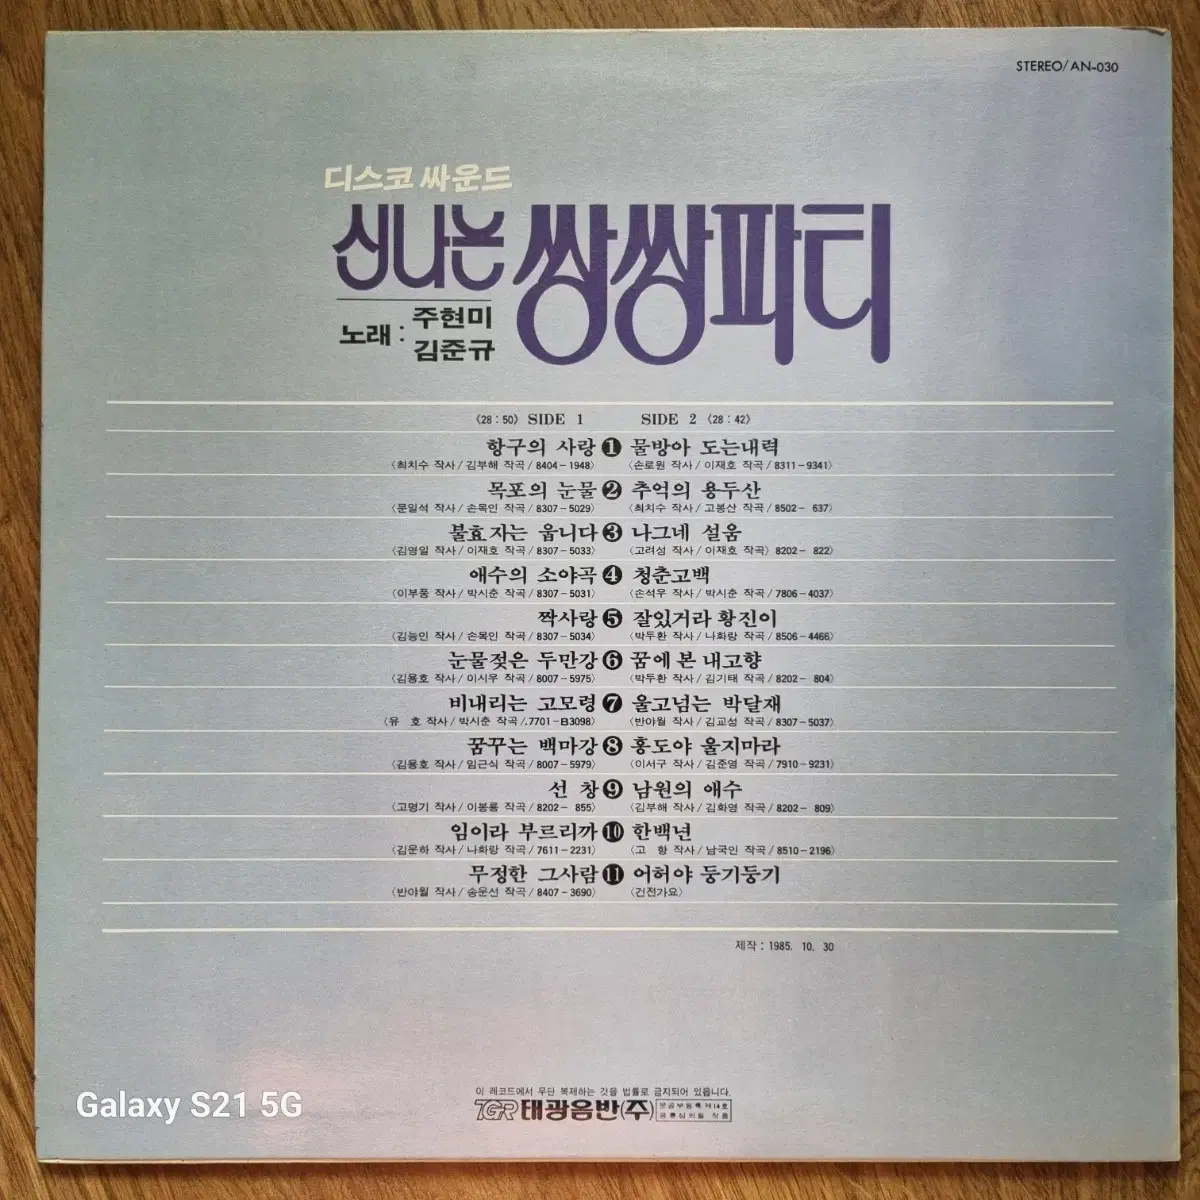 STEREO/AN-030
디스코 싸운드
신나는 쌍쌍파티
노래 : 주현미
김준규
〈28 : 50〉 SIDE 1
SIDE 2 〈28 : 42〉
항구의 사랑 ❶ 물방아 도는내력
〈최치수 작사/김부해 작곡/8404-1948〉 〈손로원 작사/이재호 작곡/8311-9341〉
목포의 눈물 ❷ 추억의 용두산
〈문일석 작사/손목인 작곡/8307-5029〉 〈최치수 작사/고봉산 작곡/8502- 637〉
불효자는 웁니다 ❸ 나그네 설움
〈김영일 작사/이재호 작곡/8307-5033〉 〈고려성 작사/이재호 작곡〉8202- 822〉
애수의 소야곡 ❹ 청춘고백
〈이부풍 작사/박시춘 작곡/8307-5031〉 〈손석우 작사/박시춘 작곡/7806-4037〉
짝사랑 ❺ 잘있거라 황진이
〈김능인 작사/손목인 작곡/8307-5034〉 〈박두환 작사/나화랑 작곡/8506-4466〉
눈물젖은 두만강 ❻ 꿈에 본 내고향
〈김용호 작사/이시우 작곡/8007-5975〉 〈박두환 작사/김기태 작곡/8202- 804〉
비내리는 고모령 ❼ 울고넘는 박달재
〈유 호 작사/박시춘 작곡/.7701-B3098〉 〈반야월 작사/김교성 작곡/8307-5037〉
꿈꾸는 백마강 ❽ 홍도야 울지마라
〈김용호 작사/임근식 작곡/8007-5979〉 〈이서구 작사/김준영 작곡/7910-9231〉
선 창 ❾ 남원의 애수
〈고명기 작사/이봉룡 작곡/8202- 855〉 〈김부해 작사/김화영 작곡/8202- 809〉
임이라 부르리까 ❿ 한백년
〈김운하 작사/나화랑 작곡/7611-2231〉 〈고 향 작사/남국인 작곡/8510-2196〉
무정한 그사람 ⓫ 어허야 둥기둥기
〈반야월 작사/송운선 작곡/8407-3690〉 〈건전가요〉
제작 : 1985. 10. 30
이 레코드에서 무단 복제하는 것을 법률로 금지되어 있읍니다.
TGR 태광음반(주) 문공부등록 제14호
공륜심의필 작품
Galaxy S21 5G